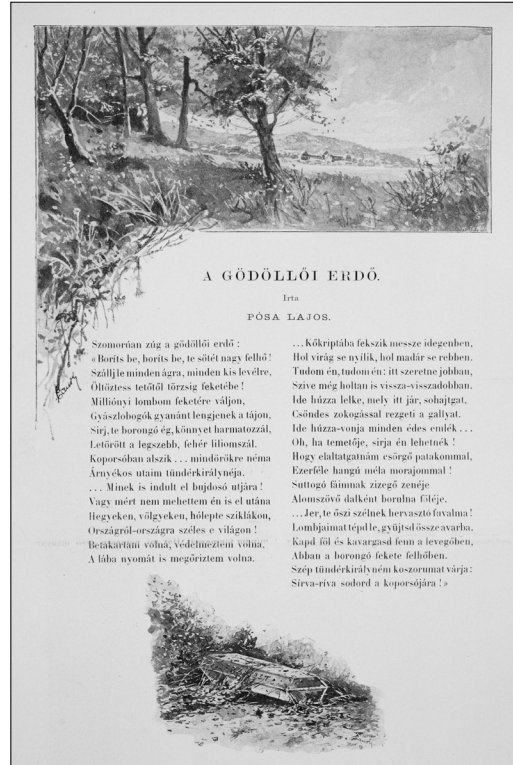 A GÖDÖLLŐI ERDŐ.
Irta
PÓSA LAJOS.
Szomorúan zúg a gödöllői erdő :
« Boríts be, boríts be, te sötét nagy felhő !
Szállj le minden ágra, minden kis levélre,
Öltöztess tetőtől törzsig feketébe !
Milliónyi lombom feketére váljon,
Gyászlobogók gyanánt lengjenek a tájon,
Sírj, te borongó ég, könnyet harmatozzál,
Letörött a legszebb, fehér liliomszál.
Koporsóban alszik ... mindörökre néma
Árnyékos utaim tündérkirálynéja.
... Minek is indult el bujdosó utjára !
Vagy mért nem mehettem én is el utána
Hegyeken, völgyeken, hólepte sziklákon,
Országról-országra széles e világon !
Betakartam volna, védelmeztem volna,
A lába nyomát is megőriztem volna.
... Kőkriptába fekszik messze idegenben,
Hol virág se nyílik, hol madár se rebben.
Tudom én, tudom én : itt szeretne jobban,
Szive még holtan is vissza-visszadobban.
Ide húzza lelke, mely itt jár, sohajtgat,
Csöndes zokogással rezgeti a gallyat.
Ide húzza-vonja minden édes emlék ...
Oh, ha temetője, sirja én lehetnék !
Hogy elaltatgatnám csörgő patakommal,
Ezerféle hangú méla morajommal !
Suttogó fáimnak zizegő zenéje
Alomszövő dalként borulna föléje.
... Jer, te őszi szélnek hervasztó fuvalma !
Lombjaimat tépd le, gyüjtsd össze avarba.
Kapd föl és kavargasd fenn a levegőben,
Abban a borongó fekete felhőben.
Szép tündérkirályném koszorumat várja :
Sírva-ríva sodord a koporsójára ! »